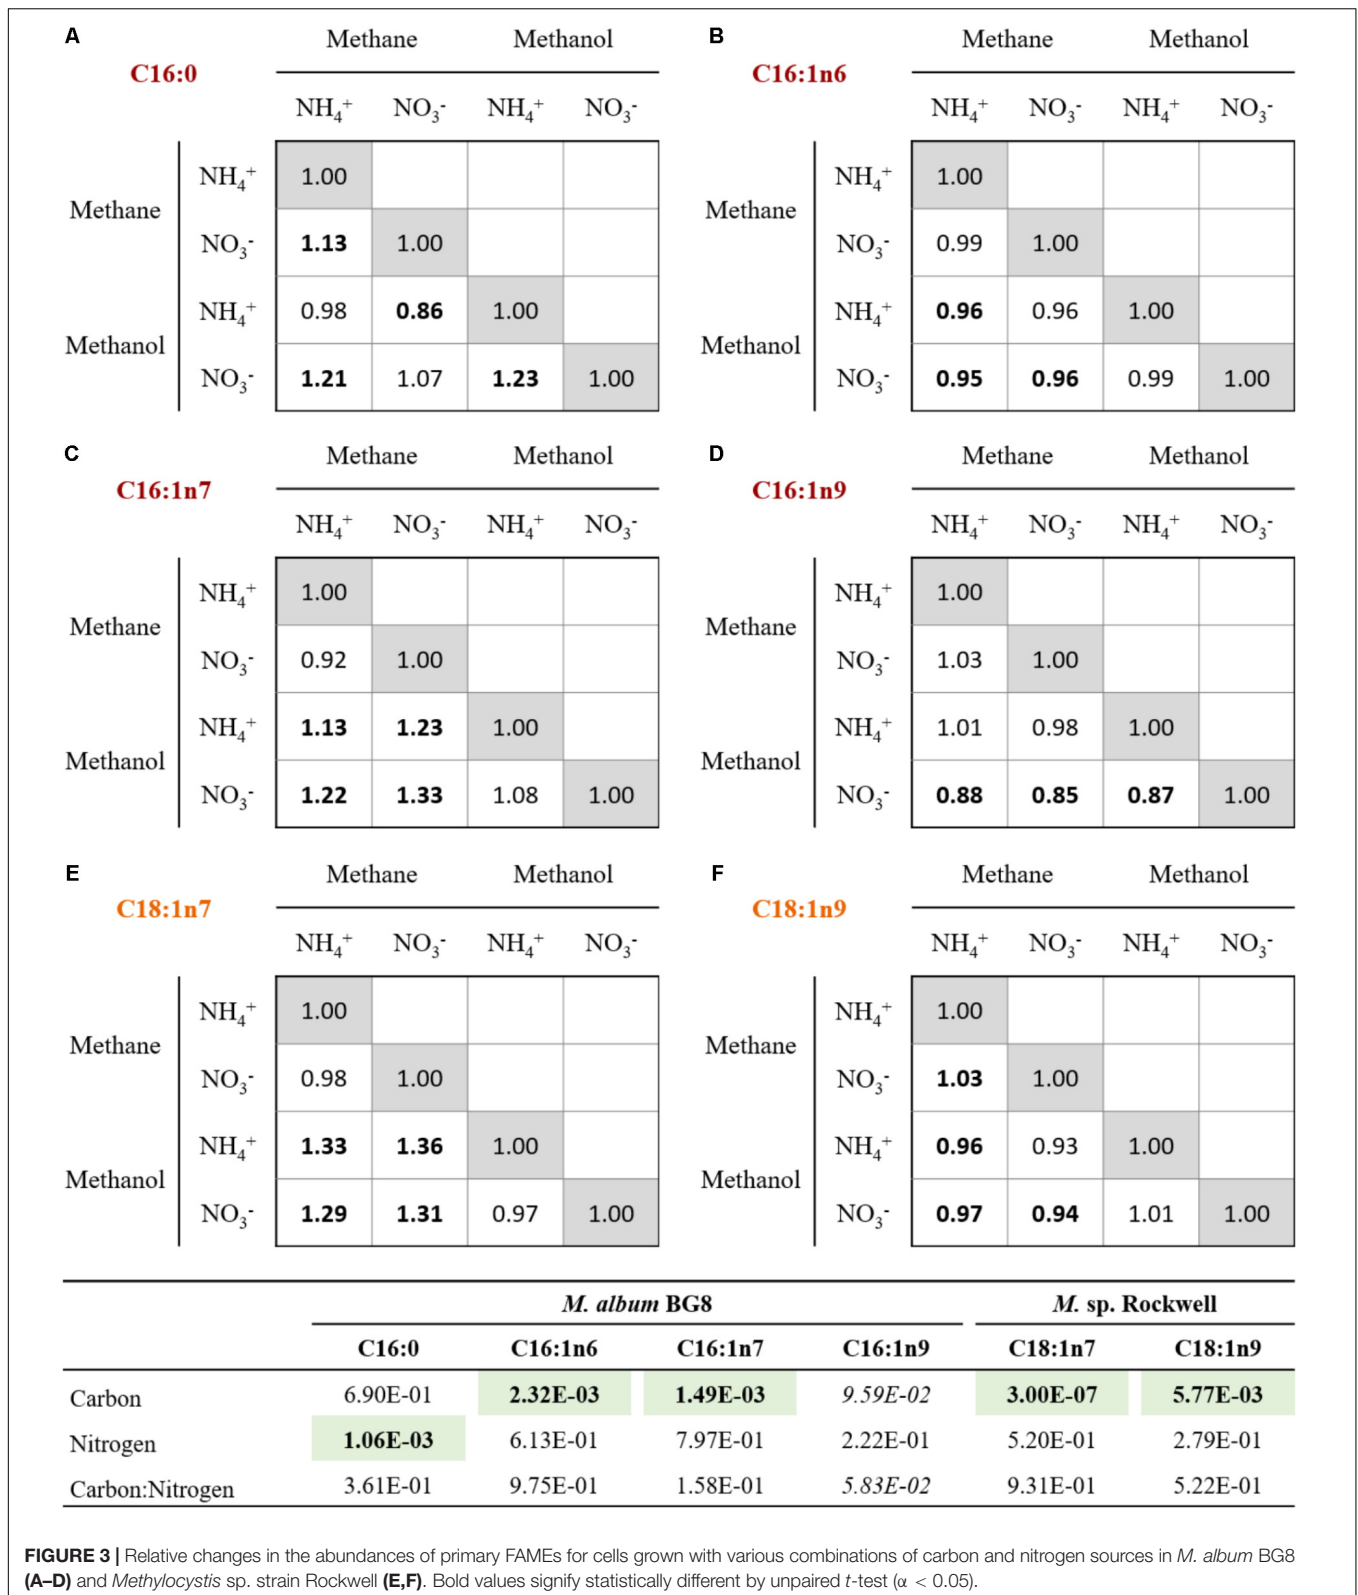 A Methane Methanol B Methane Methanol
C16:0 C16:1n6
NH₄⁺ NO₃⁻ NH₄⁺ NO₃⁻ NH₄⁺ NO₃⁻ NH₄⁺ NO₃⁻
NH₄⁺ 1.00 NH₄⁺ 1.00
Methane Methane
NO₃⁻ 1.13 1.00 NO₃⁻ 0.99 1.00
NH₄⁺ 0.98 0.86 1.00 NH₄⁺ 0.96 0.96 1.00
Methanol Methanol
NO₃⁻ 1.21 1.07 1.23 1.00 NO₃⁻ 0.95 0.96 0.99 1.00
C Methane Methanol D Methane Methanol
C16:1n7 C16:1n9
NH₄⁺ NO₃⁻ NH₄⁺ NO₃⁻ NH₄⁺ NO₃⁻ NH₄⁺ NO₃⁻
NH₄⁺ 1.00 NH₄⁺ 1.00
Methane Methane
NO₃⁻ 0.92 1.00 NO₃⁻ 1.03 1.00
NH₄⁺ 1.13 1.23 1.00 NH₄⁺ 1.01 0.98 1.00
Methanol Methanol
NO₃⁻ 1.22 1.33 1.08 1.00 NO₃⁻ 0.88 0.85 0.87 1.00
E Methane Methanol F Methane Methanol
C18:1n7 C18:1n9
NH₄⁺ NO₃⁻ NH₄⁺ NO₃⁻ NH₄⁺ NO₃⁻ NH₄⁺ NO₃⁻
NH₄⁺ 1.00 NH₄⁺ 1.00
Methane Methane
NO₃⁻ 0.98 1.00 NO₃⁻ 1.03 1.00
NH₄⁺ 1.33 1.36 1.00 NH₄⁺ 0.96 0.93 1.00
Methanol Methanol
NO₃⁻ 1.29 1.31 0.97 1.00 NO₃⁻ 0.97 0.94 1.01 1.00
M. album BG8 M. sp. Rockwell
C16:0 C16:1n6 C16:1n7 C16:1n9 C18:1n7 C18:1n9
Carbon 6.90E-01 2.32E-03 1.49E-03 9.59E-02 3.00E-07 5.77E-03
Nitrogen 1.06E-03 6.13E-01 7.97E-01 2.22E-01 5.20E-01 2.79E-01
Carbon:Nitrogen 3.61E-01 9.75E-01 1.58E-01 5.83E-02 9.31E-01 5.22E-01
FIGURE 3 | Relative changes in the abundances of primary FAMEs for cells grown with various combinations of carbon and nitrogen sources in M. album BG8
(A–D) and Methylocystis sp. strain Rockwell (E,F). Bold values signify statistically different by unpaired t-test (α < 0.05).